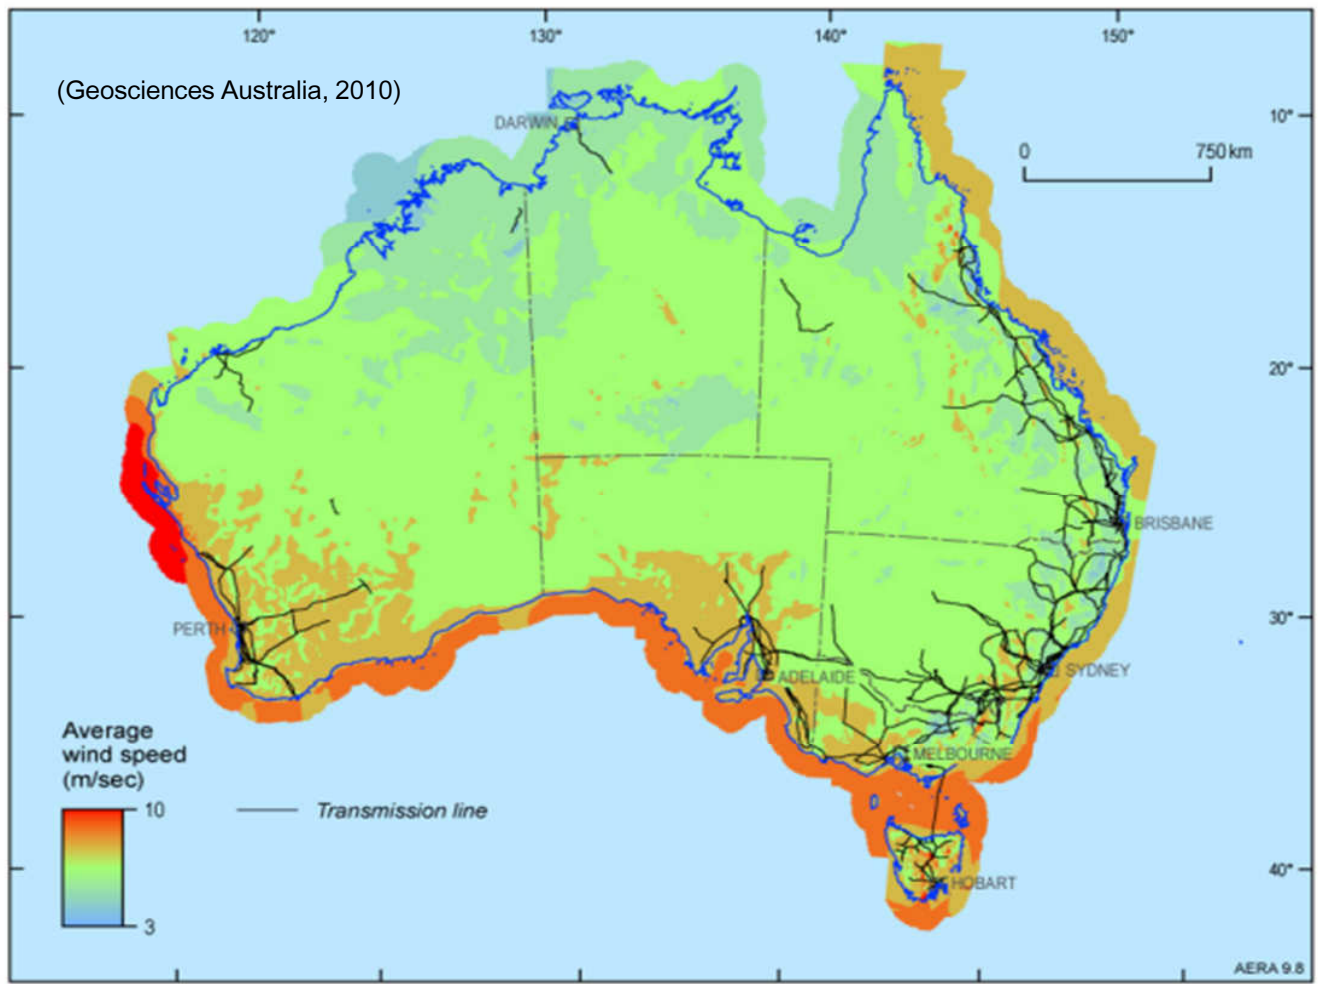 120°
130°
140°
150°
(Geosciences Australia, 2010)
DARWIN
10°
0
750 km
20°
BRISBANE
30°
PERTH
SYDNEY
ADELAIDE
Average
wind speed
(m/sec)
MELBOURNE
10
Transmission line
40°
HOBART
3
AERA 9.8